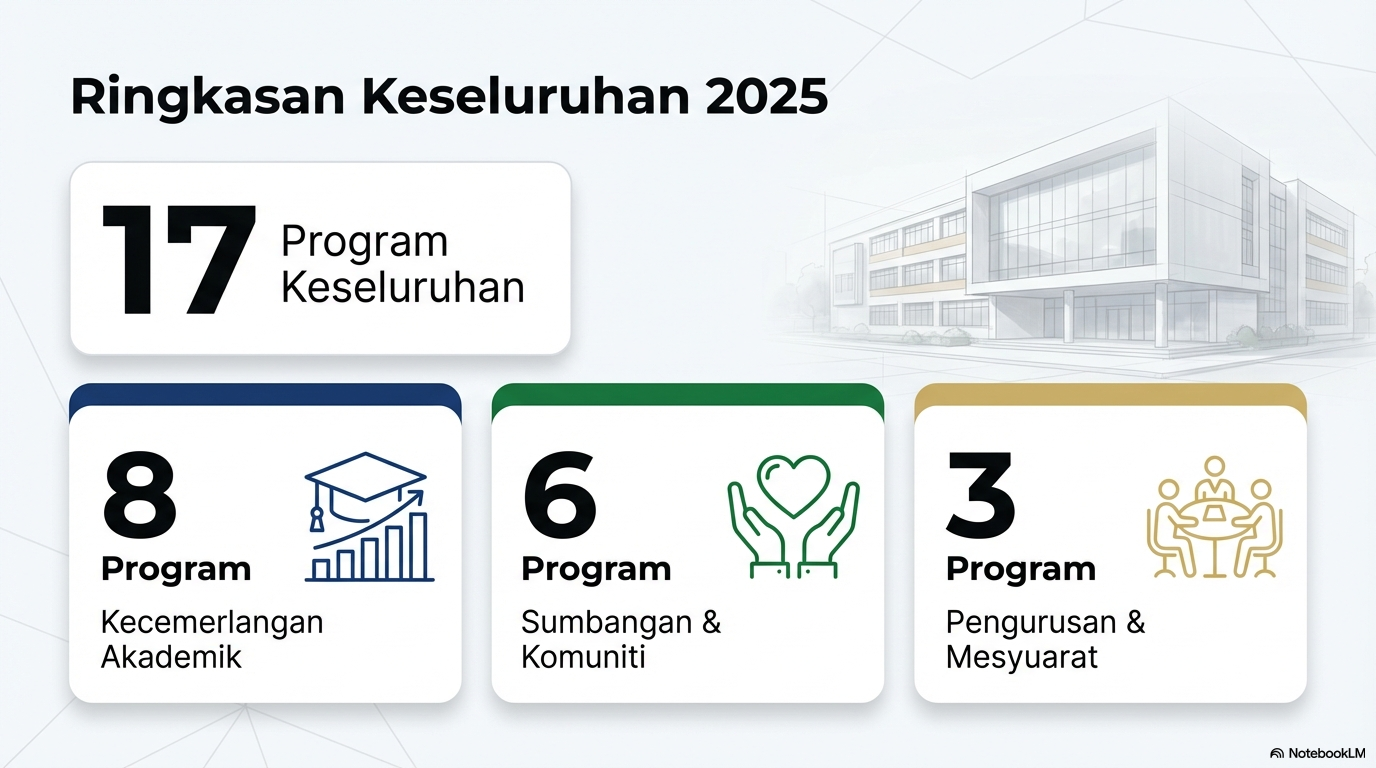 Ringkasan Keseluruhan 2025
17
Program
Keseluruhan
8
Program
Kecemerlangan
Akademik
6
Program
Sumbangan &
Komuniti
3
Program
Pengurusan &
Mesyuarat
NotebookLM